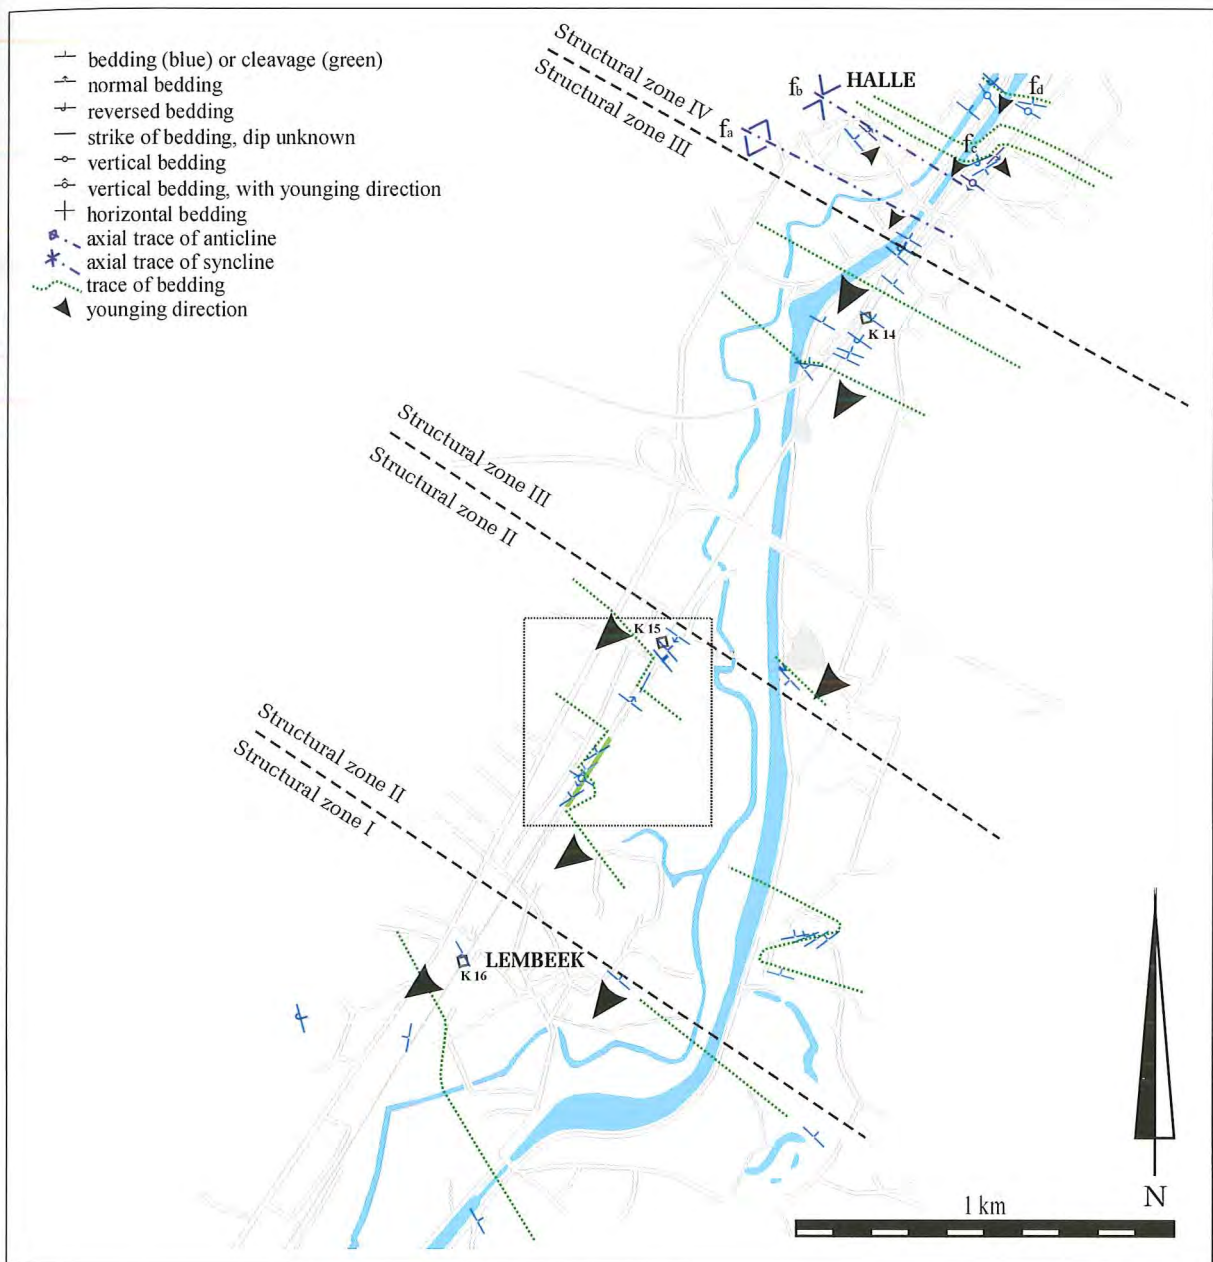 bedding (blue) or cleavage (green)
normal bedding
reversed bedding
strike of bedding, dip unknown
vertical bedding
vertical bedding, with younging direction
horizontal bedding
axial trace of anticline
axial trace of syncline
trace of bedding
younging direction
Structural zone IV
Structural zone III
HALLE
fa
fb
fc
fd
K 14
Structural zone III
Structural zone II
K 15
Structural zone II
Structural zone I
LEMBEEK
K 16
N
1 km